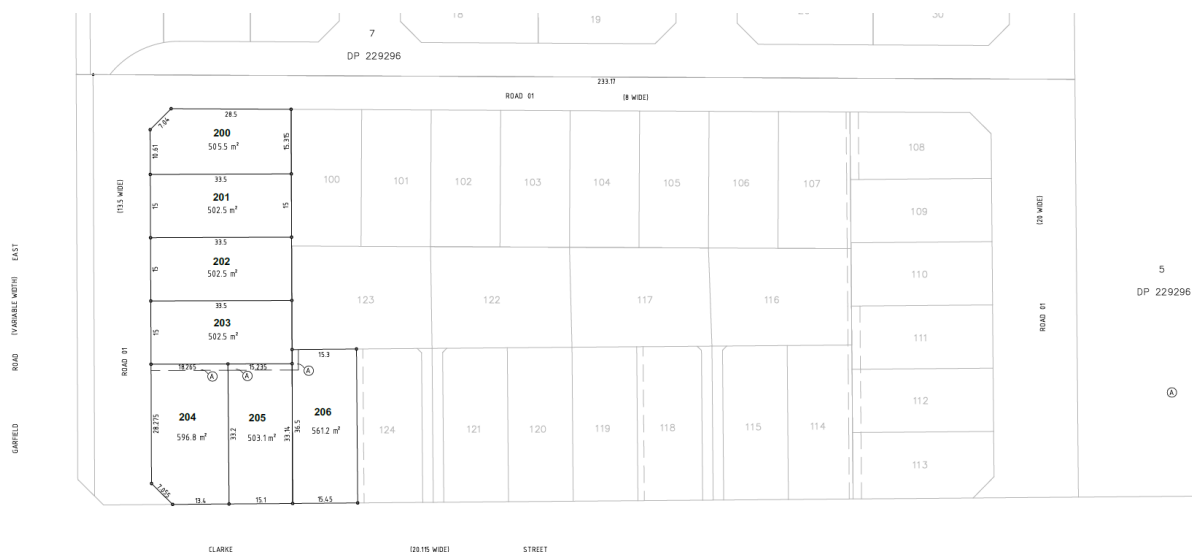 18
19
30
7
DP 229296
233.17
ROAD 01
(8 WIDE)
7.04
28.5
200
505.5 m²
10.61
15.315
33.5
201
502.5 m²
15
15
(13.5 WIDE)
33.5
202
502.5 m²
15
33.5
203
502.5 m²
15
100
101
102
103
104
105
106
107
108
109
110
111
112
113
123
122
117
116
(20 WIDE)
ROAD 01
5
DP 229296
A
GARFIELD ROAD (VARIABLE WIDTH) EAST
ROAD 01
18.265
15.235
15.3
A
A
A
204
596.8 m²
28.275
7.055
13.4
205
503.1 m²
33.2
33.14
15.1
206
561.2 m²
36.5
15.45
124
121
120
119
118
115
114
CLARKE (20.115 WIDE) STREET